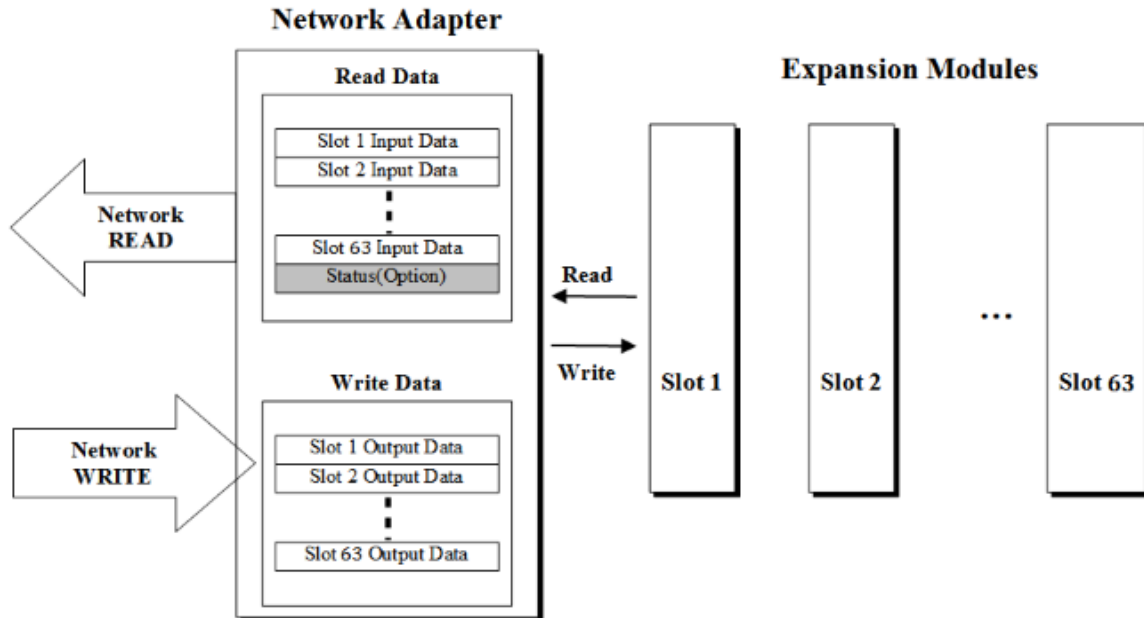 Network Adapter
Read Data
Slot 1 Input Data
Slot 2 Input Data
Slot 63 Input Data
Status(Option)
Network
READ
Write Data
Slot 1 Output Data
Slot 2 Output Data
Slot 63 Output Data
Network
WRITE
Read
Write
Expansion Modules
Slot 1
Slot 2
...
Slot 63